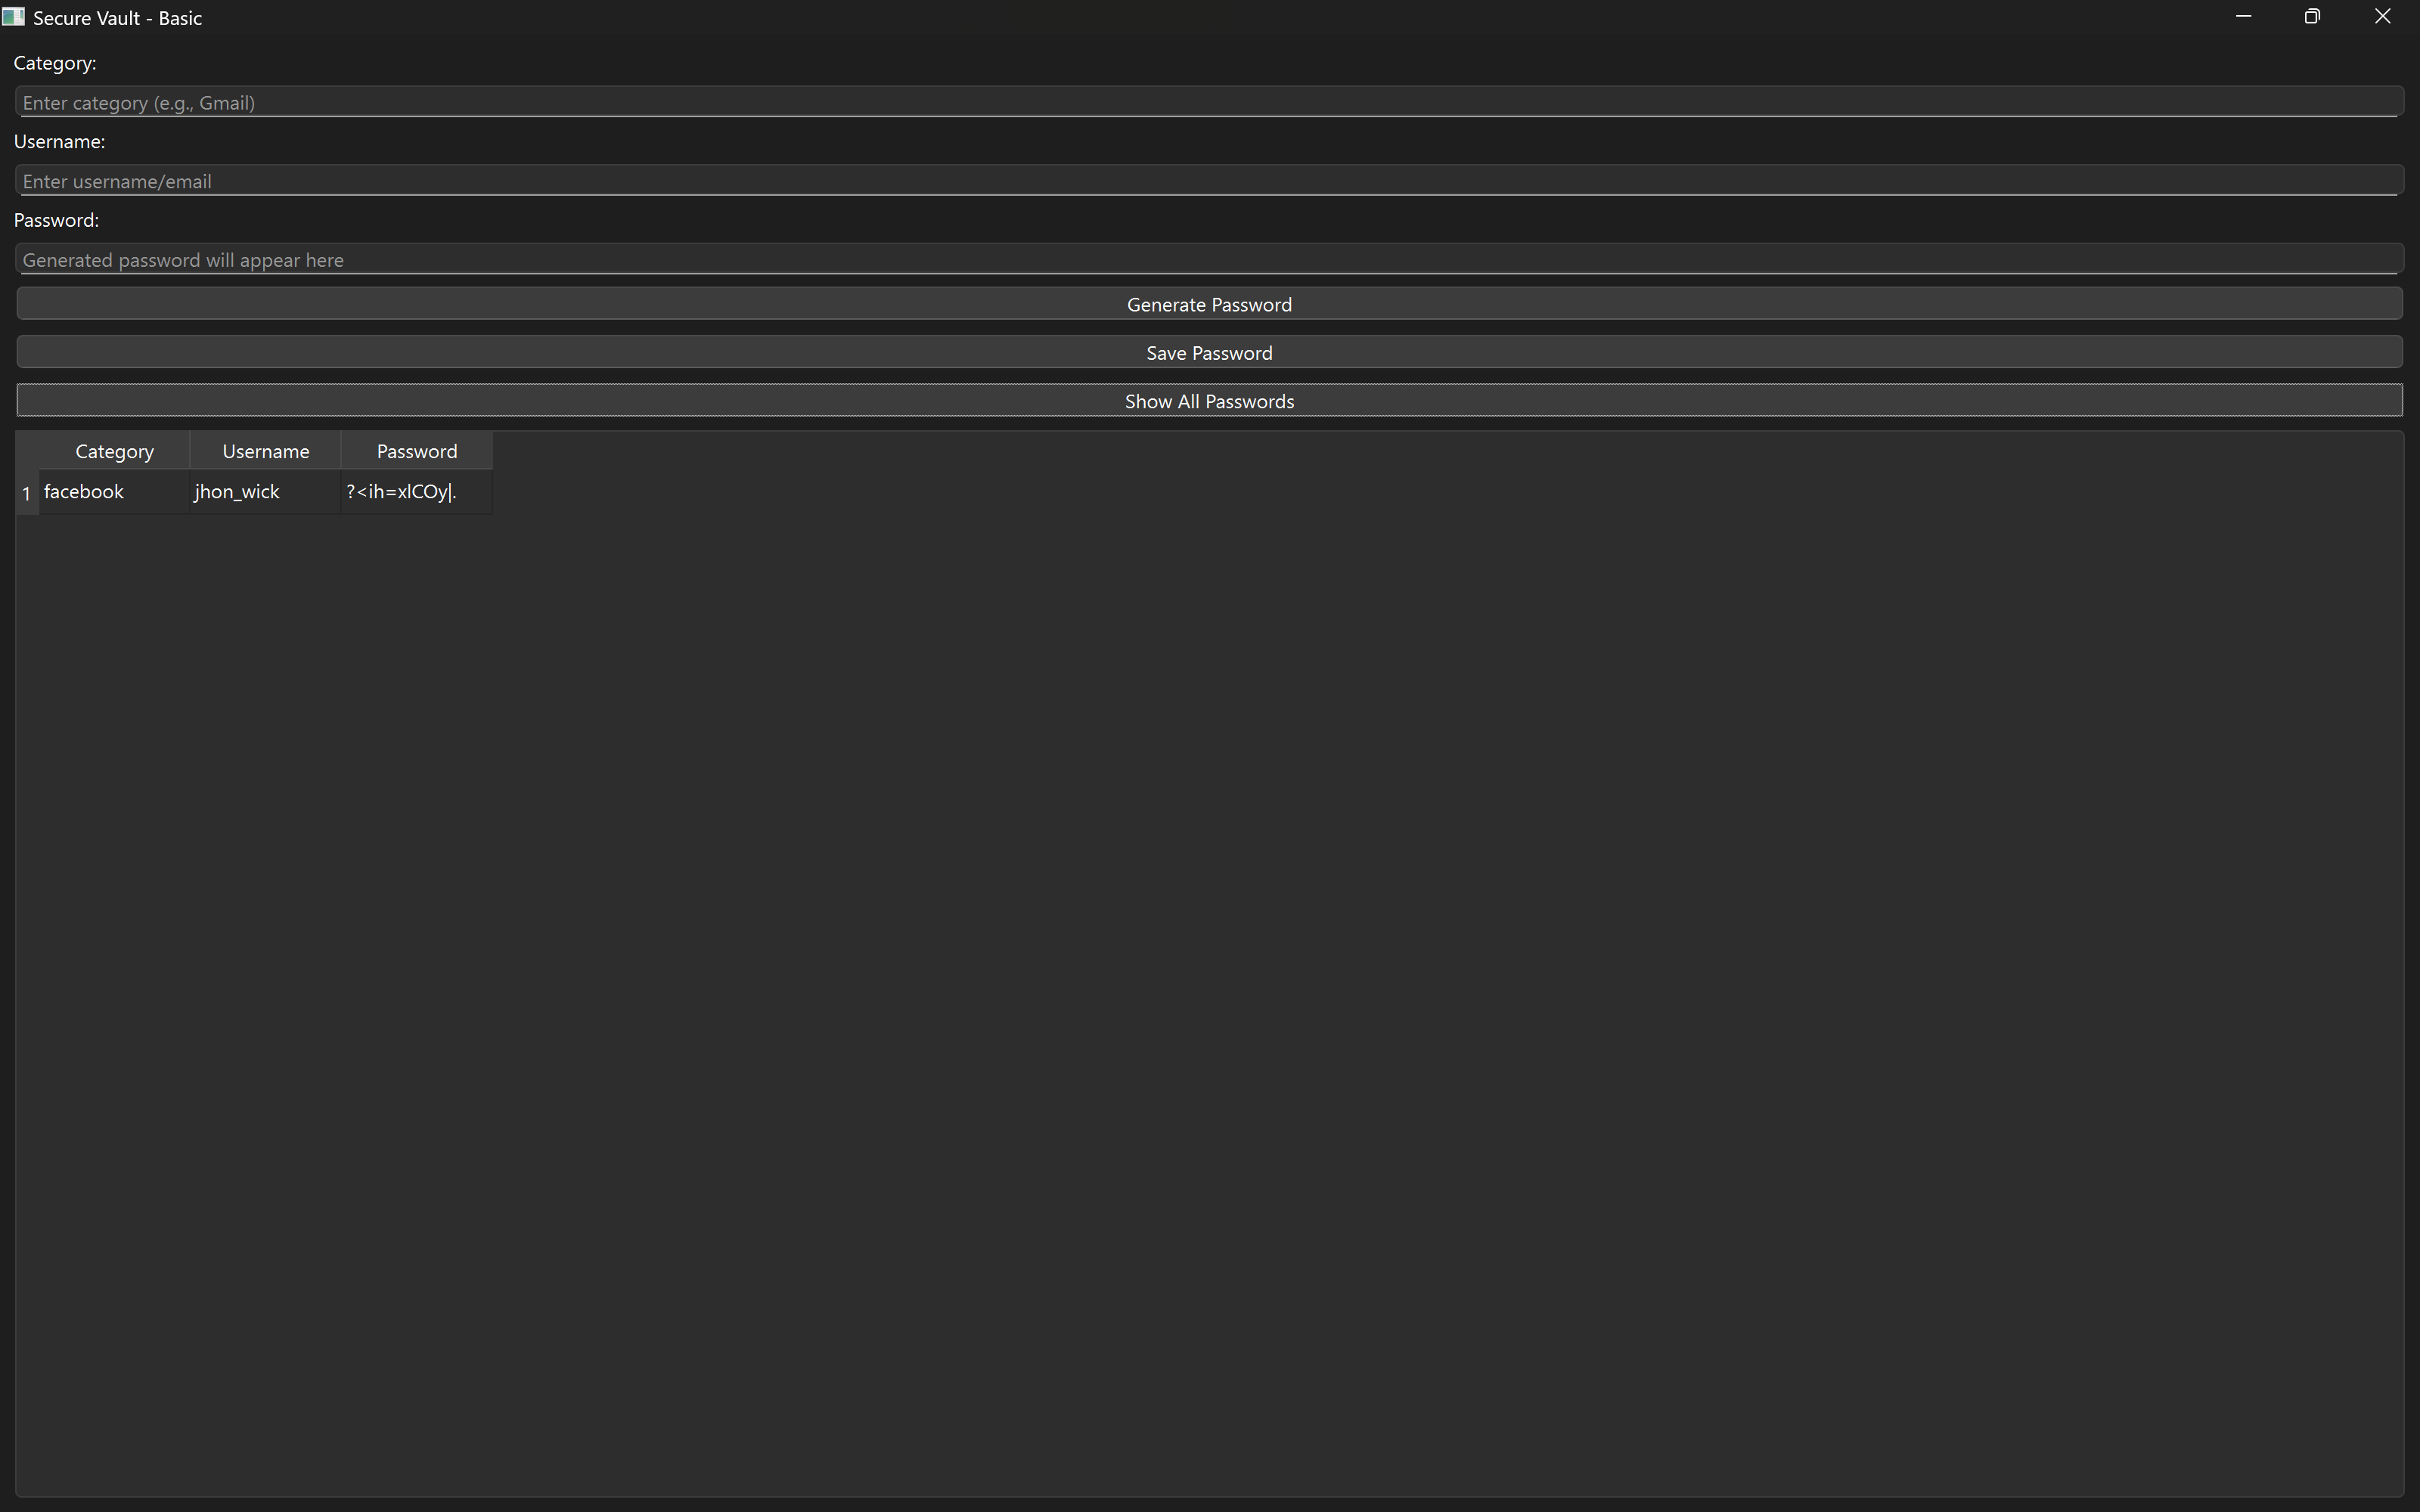 Secure Vault - Basic
Category:
Enter category (e.g., Gmail)
Username:
Enter username/email
Password:
Generated password will appear here
Generate Password
Save Password
Show All Passwords
Category Username Password
1 facebook jhon_wick ?<ih=xlCOy|.